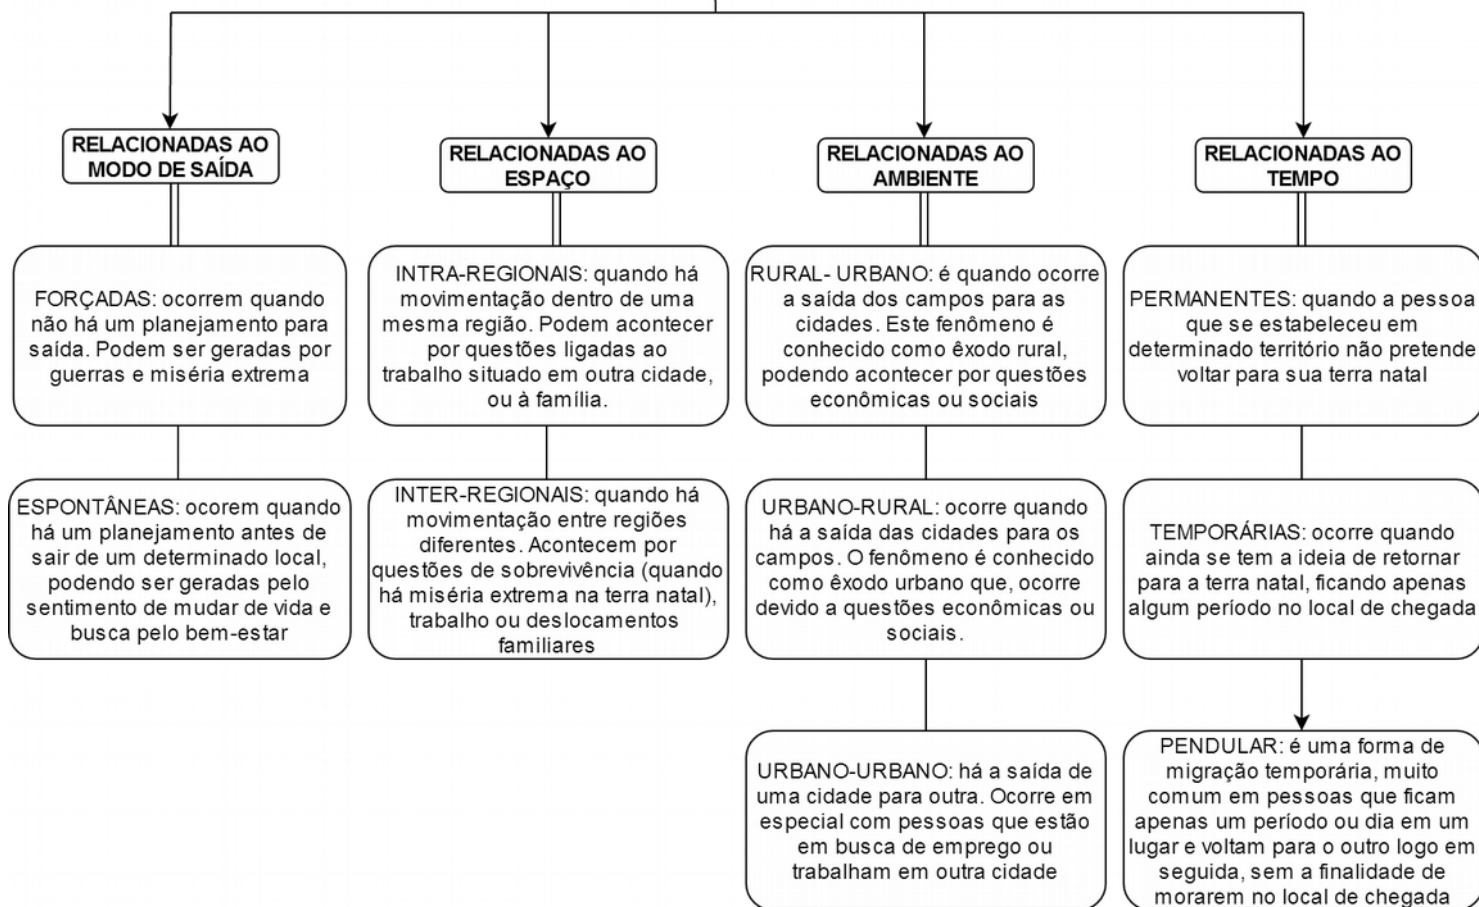 RELACIONADAS AO
MODO DE SAÍDA
RELACIONADAS AO
ESPAÇO
RELACIONADAS AO
AMBIENTE
RELACIONADAS AO
TEMPO
FORÇADAS: ocorrem quando
não há um planejamento para
saída. Podem ser geradas por
guerras e miséria extrema
INTRA-REGIONAIS: quando há
movimentação dentro de uma
mesma região. Podem acontecer
por questões ligadas ao
trabalho situado em outra cidade,
ou à família.
RURAL- URBANO: é quando ocorre
a saída dos campos para as
cidades. Este fenômeno é
conhecido como êxodo rural,
podendo acontecer por questões
econômicas ou sociais
PERMANENTES: quando a pessoa
que se estabeleceu em
determinado território não pretende
voltar para sua terra natal
ESPONTÂNEAS: ocorem quando
há um planejamento antes de
sair de um determinado local,
podendo ser geradas pelo
sentimento de mudar de vida e
busca pelo bem-estar
INTER-REGIONAIS: quando há
movimentação entre regiões
diferentes. Acontecem por
questões de sobrevivência (quando
há miséria extrema na terra natal),
trabalho ou deslocamentos
familiares
URBANO-RURAL: ocorre quando
há a saída das cidades para os
campos. O fenômeno é conhecido
como êxodo urbano que, ocorre
devido a questões econômicas ou
sociais.
TEMPORÁRIAS: ocorre quando
ainda se tem a ideia de retornar
para a terra natal, ficando apenas
algum período no local de chegada
URBANO-URBANO: há a saída de
uma cidade para outra. Ocorre em
especial com pessoas que estão
em busca de emprego ou
trabalham em outra cidade
PENDULAR: é uma forma de
migração temporária, muito
comum em pessoas que ficam
apenas um período ou dia em um
lugar e voltam para o outro logo em
seguida, sem a finalidade de
morarem no local de chegada